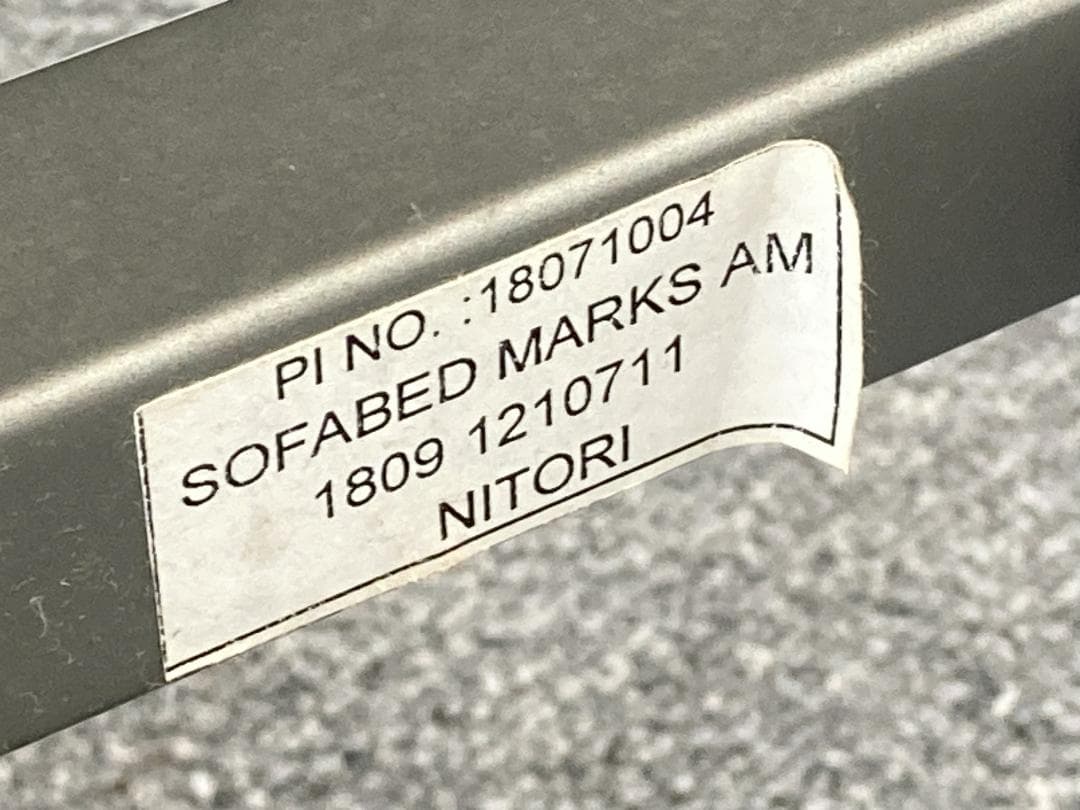 PI NO. :18071004
SOFABED MARKS AM
1809 1210711
NITORI